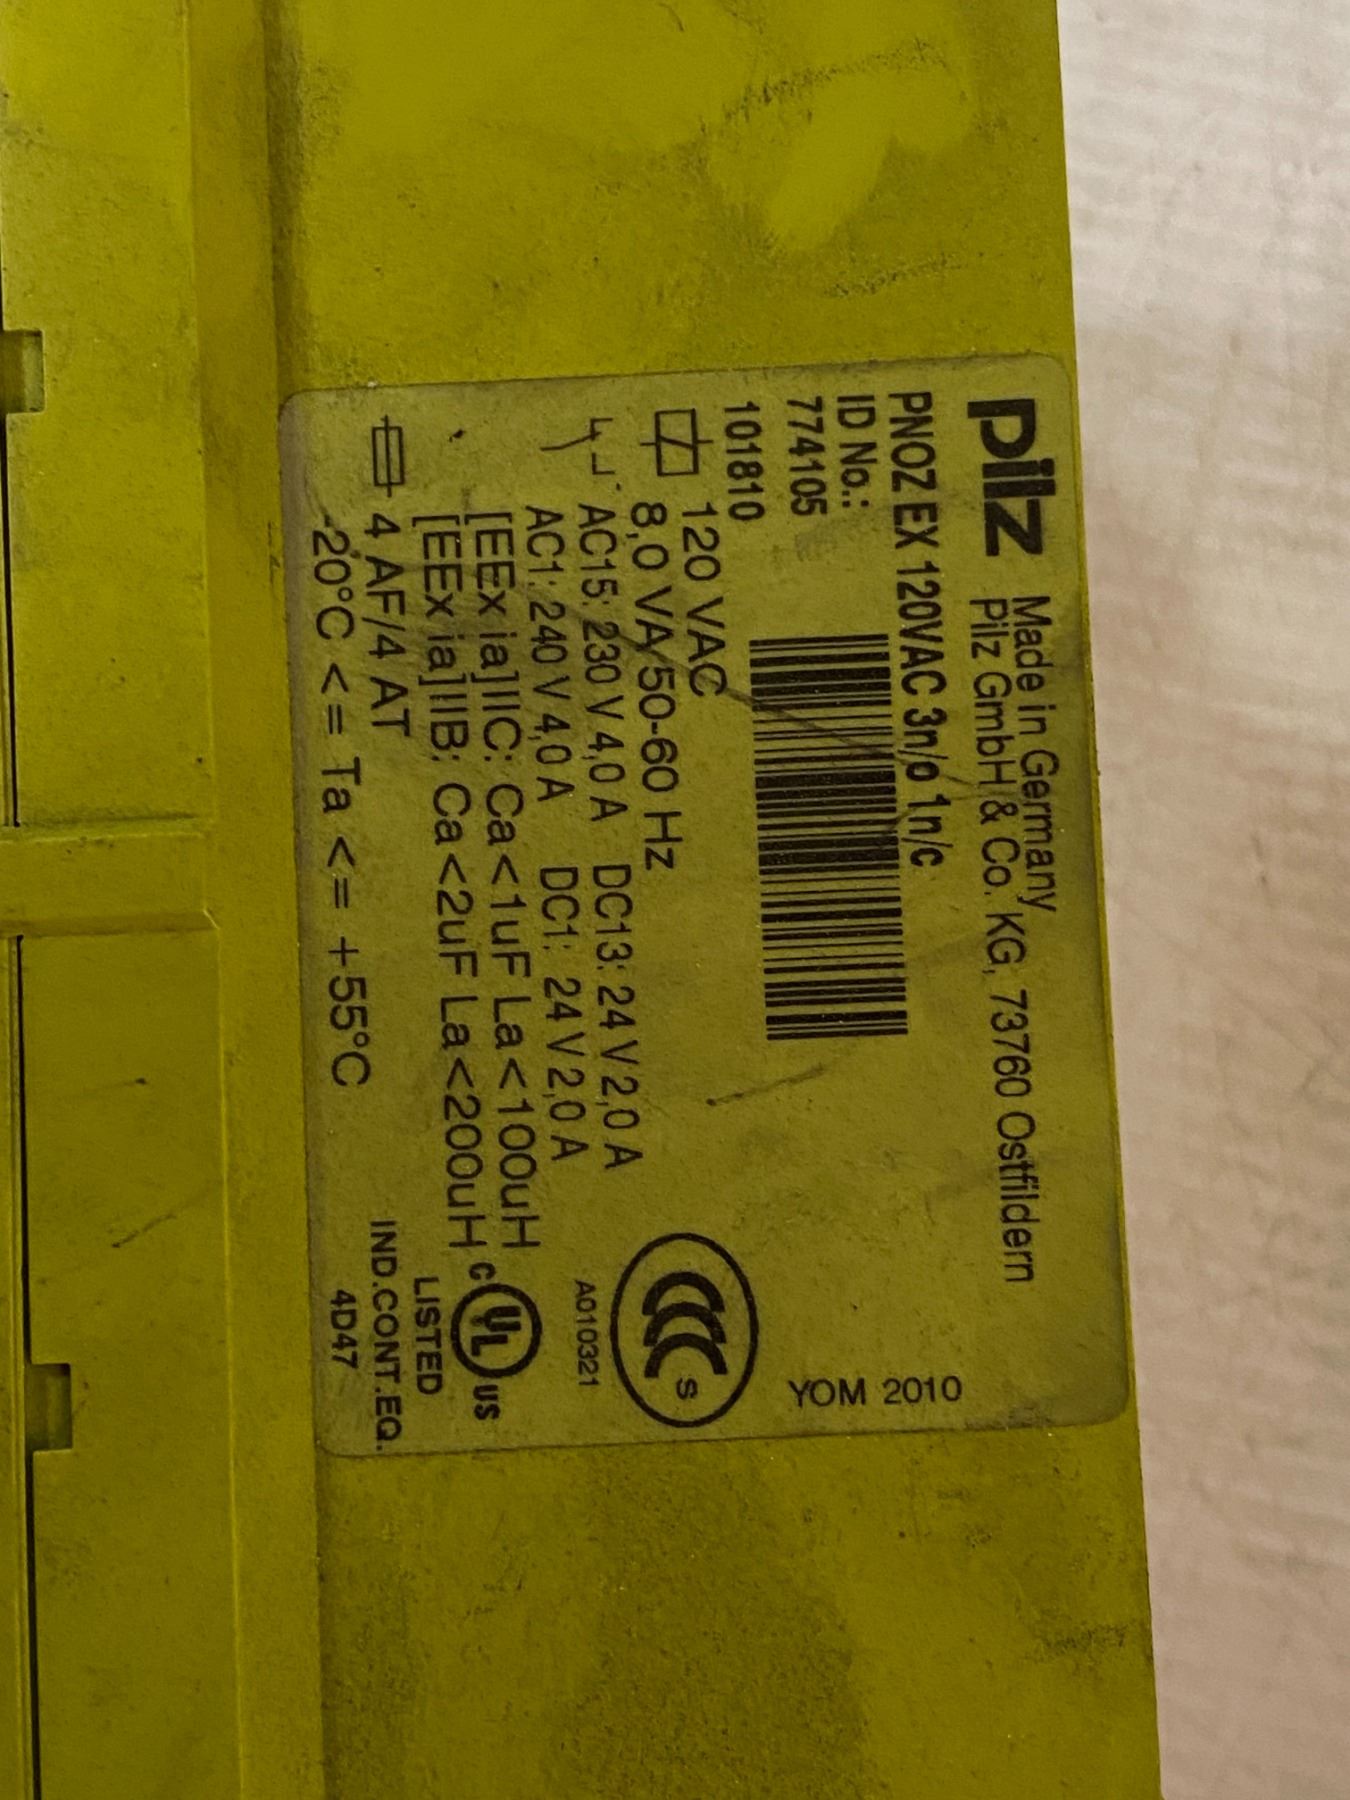 pilz
Made in Germany
Pilz GmbH & Co. KG, 73760 Ostfildern
PNOZ EX 120VAC 3n/o 1n/c
ID No.:
774105
101810
YOM 2010
120 VAC
8,0 VA/50-60 Hz
AC15: 230 V 4,0 A DC13: 24 V 2,0 A
AC1: 240 V 4,0 A DC1: 24 V 2,0 A
[EEx ia]IIC: Ca<1uF La<100uH
[EEx ia]IIB: Ca<2uF La<200uH
4 AF/4 AT
-20°C <= Ta <= +55°C
CCC S
A010321
C UL US
LISTED
IND.CONT.EQ.
4D47